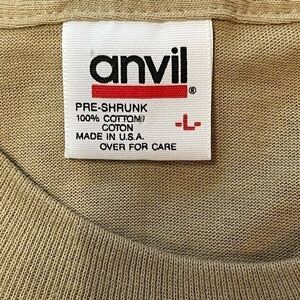 anvil®
PRE-SHRUNK
100% COTTON/
COTON
-L-
MADE IN U.S.A.
OVER FOR CARE